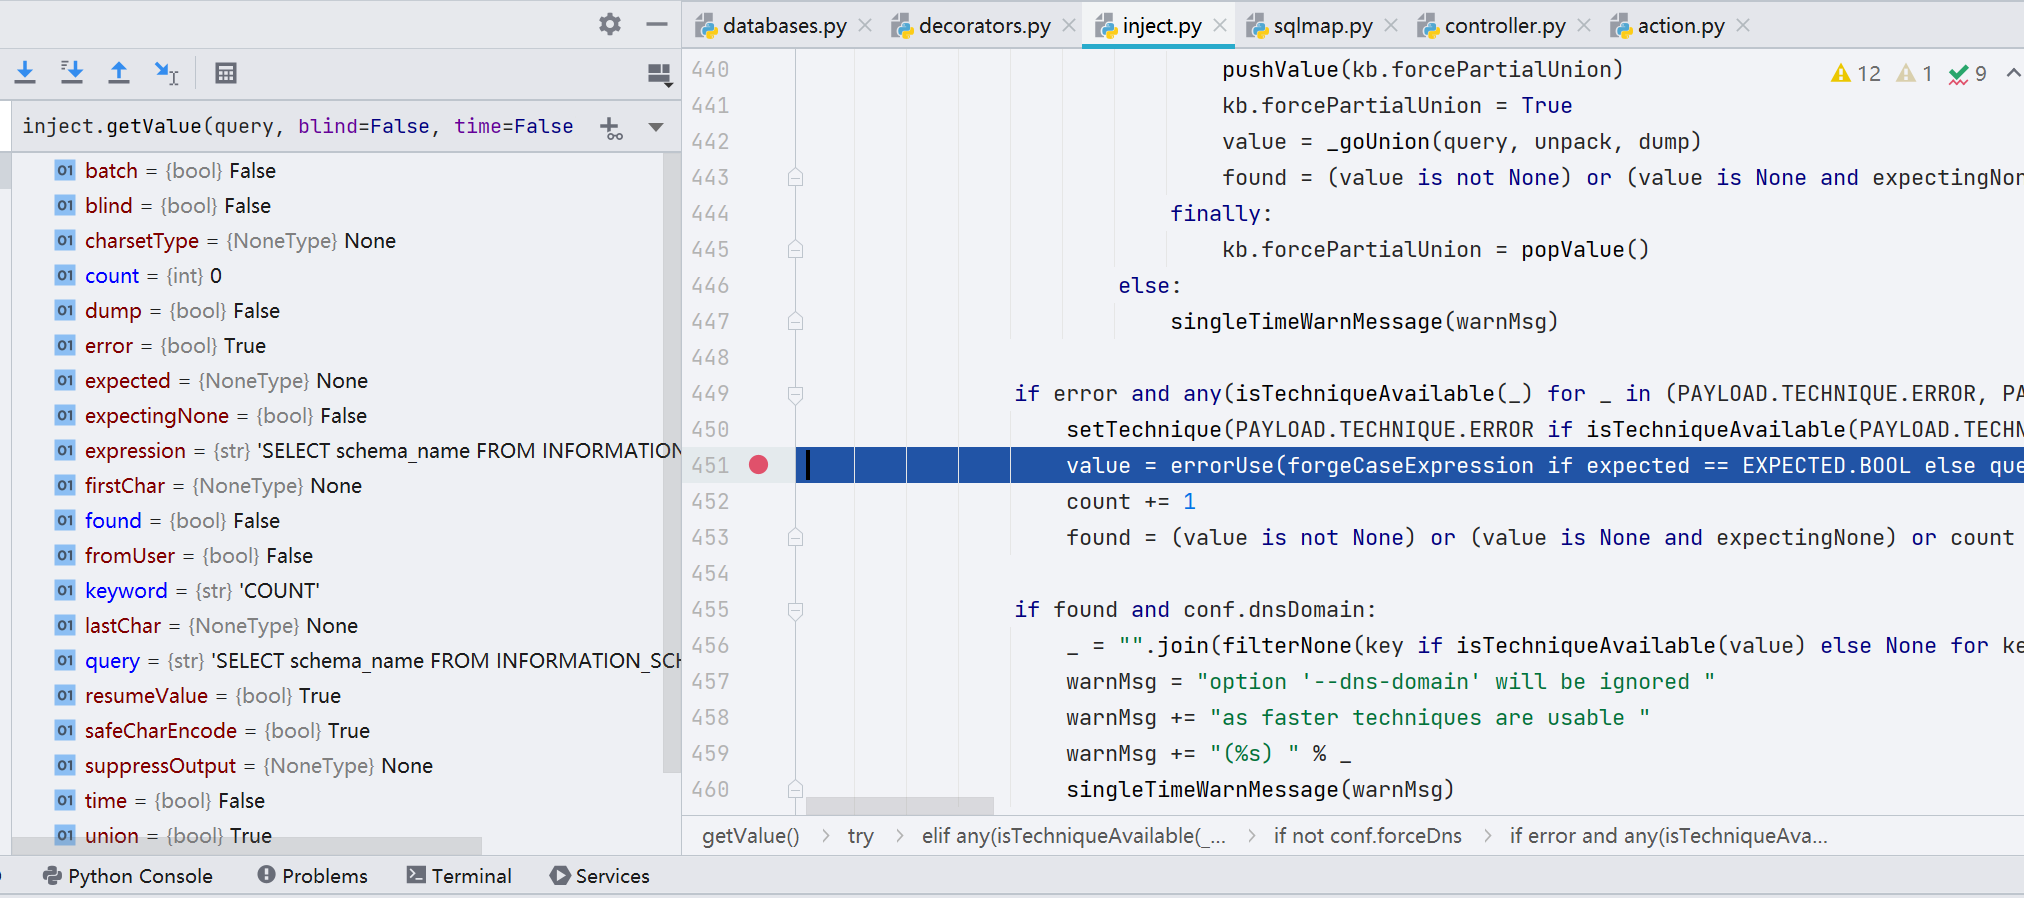 databases.py
decorators.py
inject.py
sqlmap.py
controller.py
action.py
inject.getValue(query, blind=False, time=False
01 batch = {bool} False
01 blind = {bool} False
01 charsetType = {NoneType} None
01 count = {int} 0
01 dump = {bool} False
01 error = {bool} True
01 expected = {NoneType} None
01 expectingNone = {bool} False
01 expression = {str} 'SELECT schema_name FROM INFORMATION
01 firstChar = {NoneType} None
01 found = {bool} False
01 fromUser = {bool} False
01 keyword = {str} 'COUNT'
01 lastChar = {NoneType} None
01 query = {str} 'SELECT schema_name FROM INFORMATION_SCH
01 resumeValue = {bool} True
01 safeCharEncode = {bool} True
01 suppressOutput = {NoneType} None
01 time = {bool} False
01 union = {bool} True
12 1 9
440 pushValue(kb.forcePartialUnion)
441 kb.forcePartialUnion = True
442 value = _goUnion(query, unpack, dump)
443 found = (value is not None) or (value is None and expectingNon
444 finally:
445 kb.forcePartialUnion = popValue()
446 else:
447 singleTimeWarnMessage(warnMsg)
448
449 if error and any(isTechniqueAvailable(_) for _ in (PAYLOAD.TECHNIQUE.ERROR, PA
450 setTechnique(PAYLOAD.TECHNIQUE.ERROR if isTechniqueAvailable(PAYLOAD.TECHN
451 value = errorUse(forgeCaseExpression if expected == EXPECTED.BOOL else que
452 count += 1
453 found = (value is not None) or (value is None and expectingNone) or count
454
455 if found and conf.dnsDomain:
456 _ = "".join(filterNone(key if isTechniqueAvailable(value) else None for ke
457 warnMsg = "option '--dns-domain' will be ignored "
458 warnMsg += "as faster techniques are usable "
459 warnMsg += "(%s) " % _
460 singleTimeWarnMessage(warnMsg)
getValue() › try › elif any(isTechniqueAvailable(_... › if not conf.forceDns › if error and any(isTechniqueAva...
Python Console
Problems
Terminal
Services